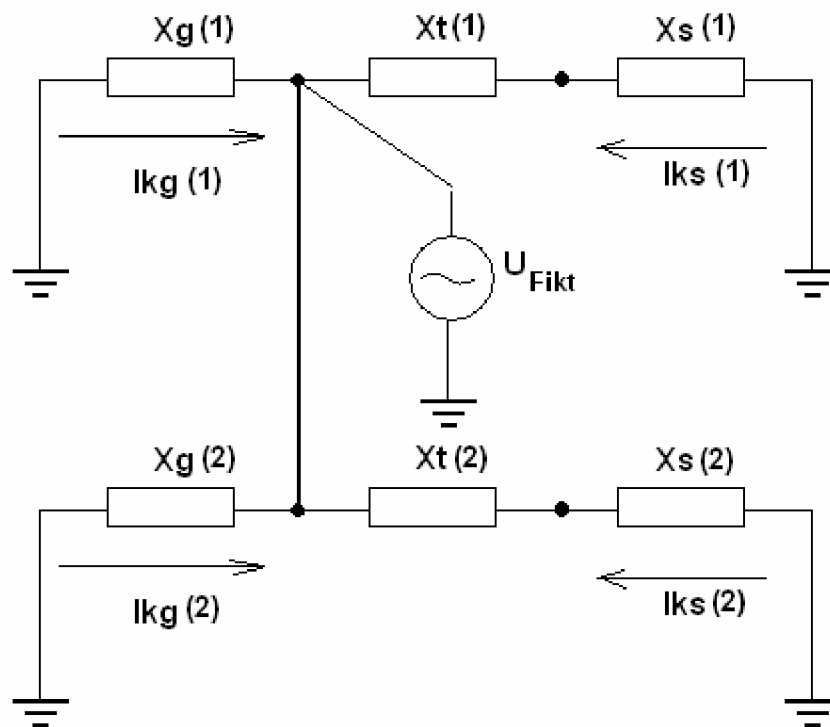 Xg(1) Xt(1) Xs(1)
Ikg(1) Iks(1)
U Fikt
Xg(2) Xt(2) Xs(2)
Ikg(2) Iks(2)